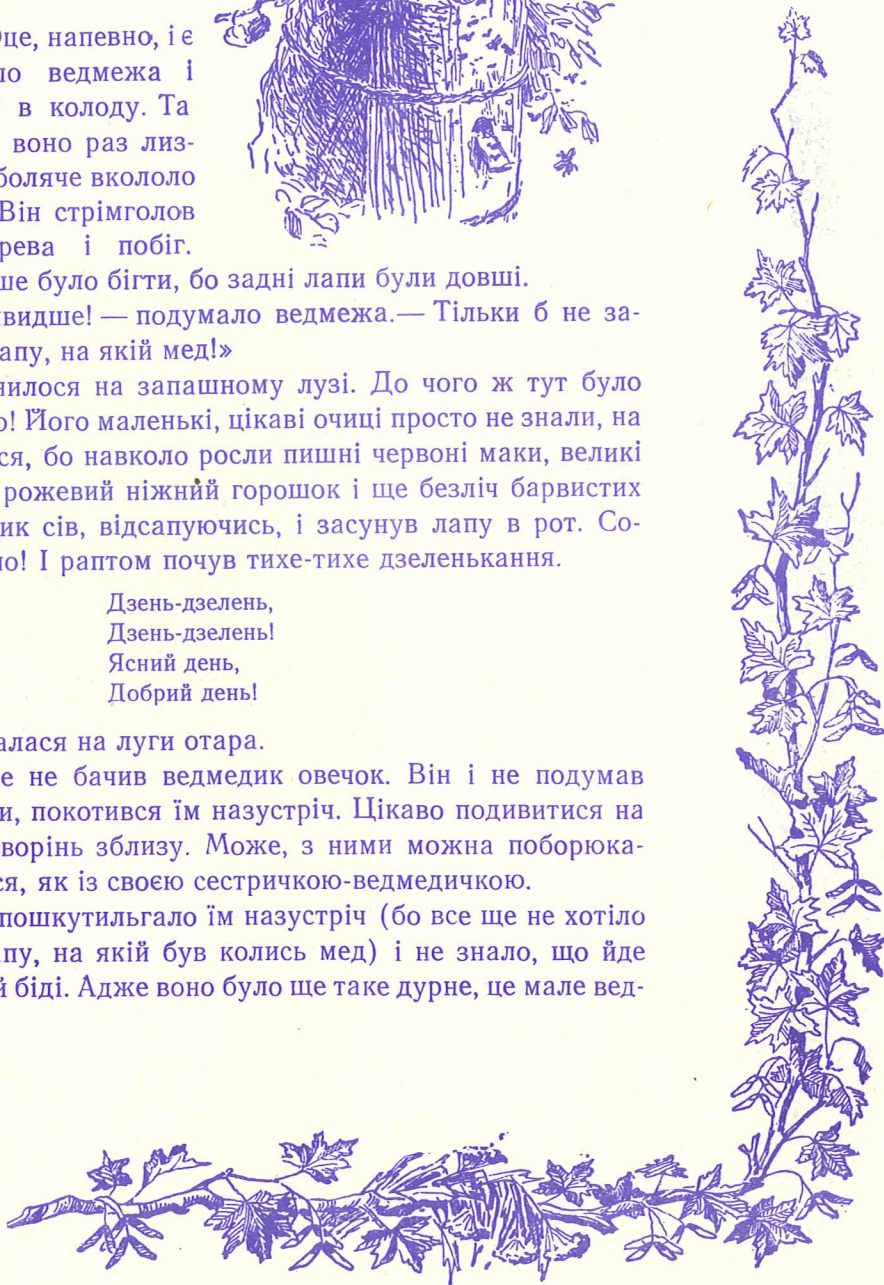 це, напевно, і є
ло ведмежа і
в колоду. Та
воно раз лиз-
боляче вкололо
Він стрімголов
рева і побіг.
ше було бігти, бо задні лапи були довші.
видше! — подумало ведмежа.— Тільки б не за-
апу, на якій мед!»
нилося на запашному лузі. До чого ж тут було
о! Його маленькі, цікаві очиці просто не знали, на
ся, бо навколо росли пишні червоні маки, великі
рожевий ніжний горошок і ще безліч барвистих
ик сів, відсапуючись, і засунув лапу в рот. Со-
но! І раптом почув тихе-тихе дзеленькання.
Дзень-дзелень,
Дзень-дзелень!
Ясний день,
Добрий день!
алася на луги отара.
е не бачив ведмедик овечок. Він і не подумав
и, покотився їм назустріч. Цікаво подивитися на
ворінь зблизу. Може, з ними можна поборюка-
ся, як із своєю сестричкою-ведмедичкою.
пошкутильгало їм назустріч (бо все ще не хотіло
апу, на якій був колись мед) і не знало, що йде
й біді. Адже воно було ще таке дурне, це мале вед-